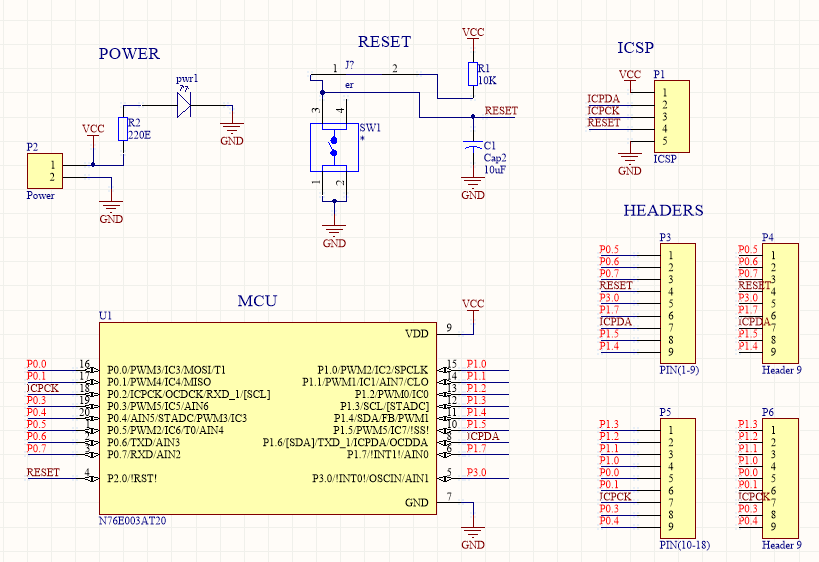 POWER
pwr1
R2
220E
VCC
GND
P2
1
2
Power
GND
RESET
VCC
1
J?
2
er
R1
10K
3
4
RESET
SW1
*
C1
Cap2
10uF
1
2
GND
GND
ICSP
VCC
P1
ICPDA
ICPCK
RESET
1
2
3
4
5
GND
ICSP
HEADERS
P3
P0.5 1
P0.6 2
P0.7 3
RESET 4
P3.0 5
P1.7 6
ICPDA 7
P1.5 8
P1.4 9
PIN(1-9)
P4
P0.5 1
P0.6 2
P0.7 3
RESET 4
P3.0 5
P1.7 6
ICPDA 7
P1.5 8
P1.4 9
Header 9
MCU
U1
VCC
VDD 9
P0.0 16 P0.0/PWM3/IC3/MOSI/T1
P0.1 17 P0.1/PWM4/IC4/MISO
ICPCK 18 P0.2/ICPCK/OCDCK/RXD_1/[SCL]
P0.3 19 P0.3/PWM5/IC5/AIN6
P0.4 20 P0.4/AIN5/STADC/PWM3/IC3
P0.5 1 P0.5/PWM2/IC6/T0/AIN4
P0.6 P0.6/TXD/AIN3
P0.7 P0.7/RXD/AIN2
RESET 4 P2.0/!RST!
P1.0/PWM2/IC2/SPCLK 15 P1.0
P1.1/PWM1/IC1/AIN7/CLO 14 P1.1
P1.2/PWM0/IC0 13 P1.2
P1.3/SCL/[STADC] 12 P1.3
P1.4/SDA/FB/PWM1 11 P1.4
P1.5/PWM5/IC7/!SS! 10 P1.5
P1.6/[SDA]/TXD_1/ICPDA/OCDDA 8 ICPDA
P1.7/!INT1!/AIN0 6 P1.7
P3.0/!INT0!/OSCIN/AIN1 5 P3.0
GND 7
GND
N76E003AT20
P5
P1.3 1
P1.2 2
P1.1 3
P1.0 4
P0.0 5
P0.1 6
ICPCK 7
P0.3 8
P0.4 9
PIN(10-18)
P6
P1.3 1
P1.2 2
P1.1 3
P1.0 4
P0.0 5
P0.1 6
ICPCK 7
P0.3 8
P0.4 9
Header 9